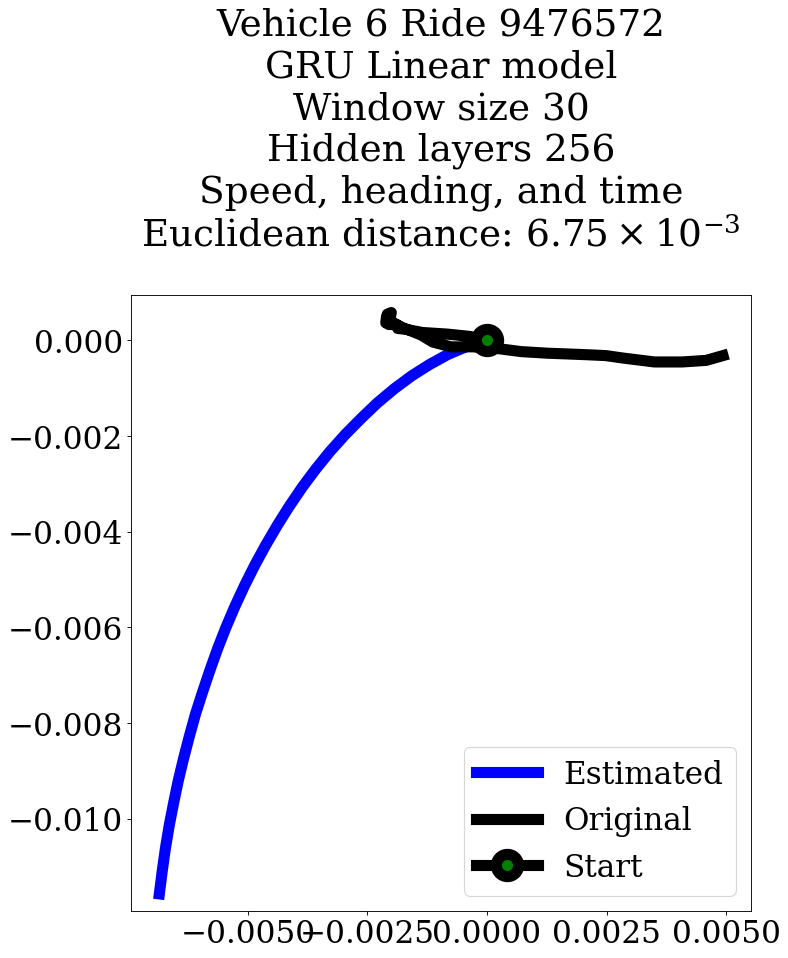 Vehicle 6 Ride 9476572
GRU Linear model
Window size 30
Hidden layers 256
Speed, heading, and time
Euclidean distance: 6.75 × 10⁻³
0.000
−0.002
−0.004
−0.006
−0.008
−0.010
Estimated
Original
Start
−0.0050 −0.0025 0.0000 0.0025 0.0050